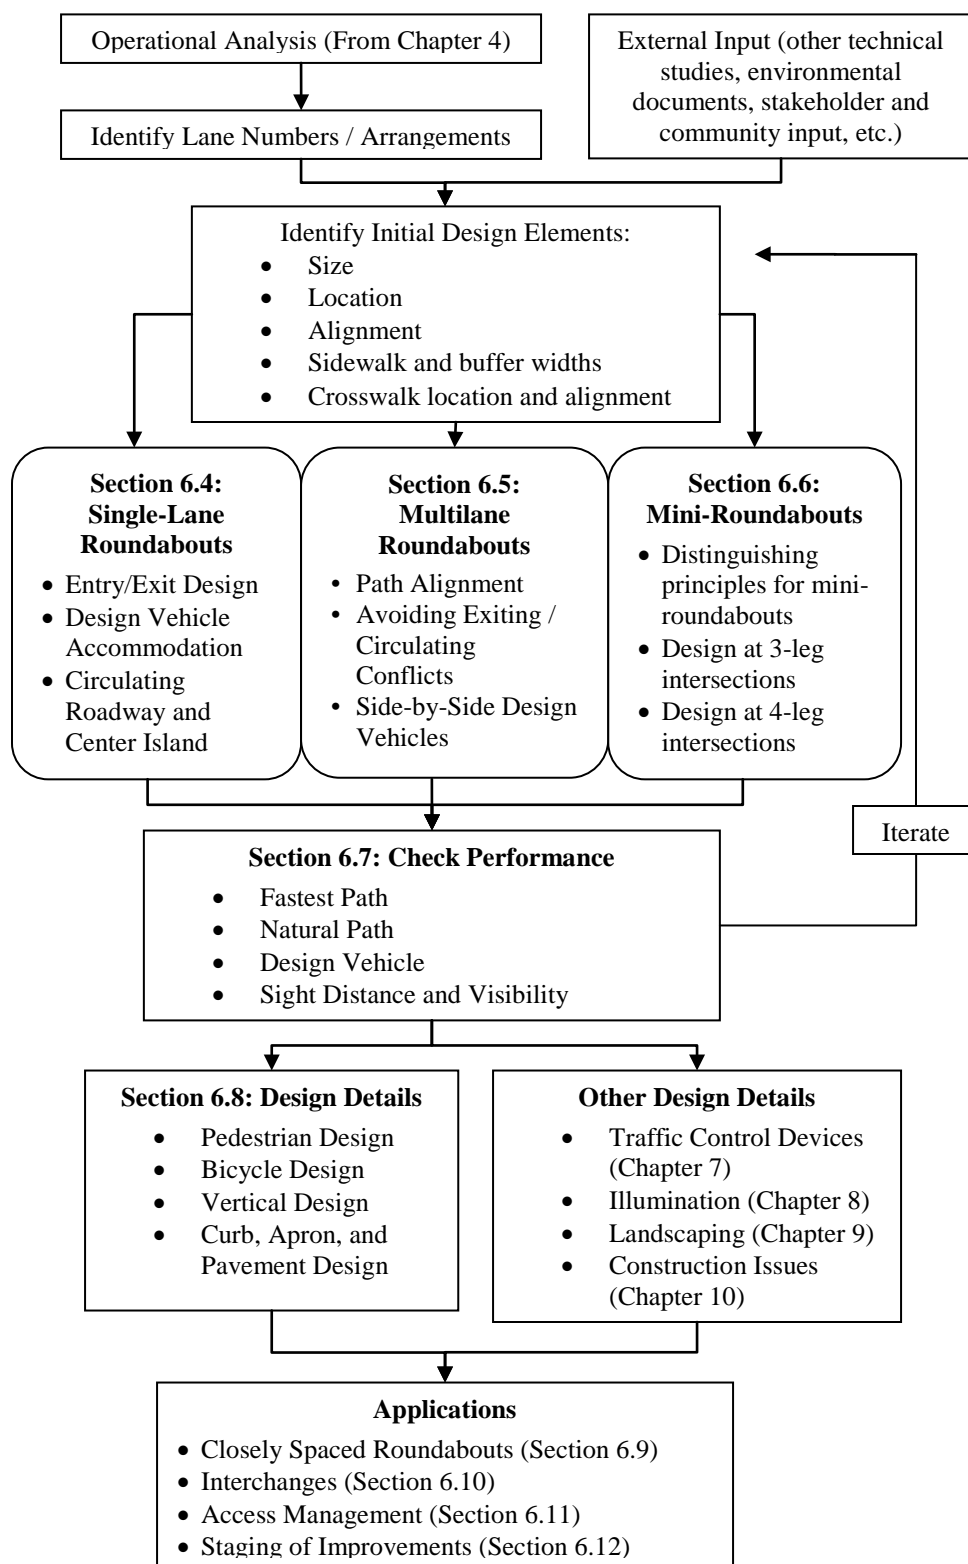 Operational Analysis (From Chapter 4)
External Input (other technical
studies, environmental
documents, stakeholder and
community input, etc.)
Identify Lane Numbers / Arrangements
Identify Initial Design Elements:
• Size
• Location
• Alignment
• Sidewalk and buffer widths
• Crosswalk location and alignment
Section 6.4:
Single-Lane
Roundabouts
• Entry/Exit Design
• Design Vehicle
Accommodation
• Circulating
Roadway and
Center Island
Section 6.5:
Multilane
Roundabouts
• Path Alignment
• Avoiding Exiting /
Circulating
Conflicts
• Side-by-Side Design
Vehicles
Section 6.6:
Mini-Roundabouts
• Distinguishing
principles for mini-
roundabouts
• Design at 3-leg
intersections
• Design at 4-leg
intersections
Iterate
Section 6.7: Check Performance
• Fastest Path
• Natural Path
• Design Vehicle
• Sight Distance and Visibility
Section 6.8: Design Details
• Pedestrian Design
• Bicycle Design
• Vertical Design
• Curb, Apron, and
Pavement Design
Other Design Details
• Traffic Control Devices
(Chapter 7)
• Illumination (Chapter 8)
• Landscaping (Chapter 9)
• Construction Issues
(Chapter 10)
Applications
• Closely Spaced Roundabouts (Section 6.9)
• Interchanges (Section 6.10)
• Access Management (Section 6.11)
• Staging of Improvements (Section 6.12)